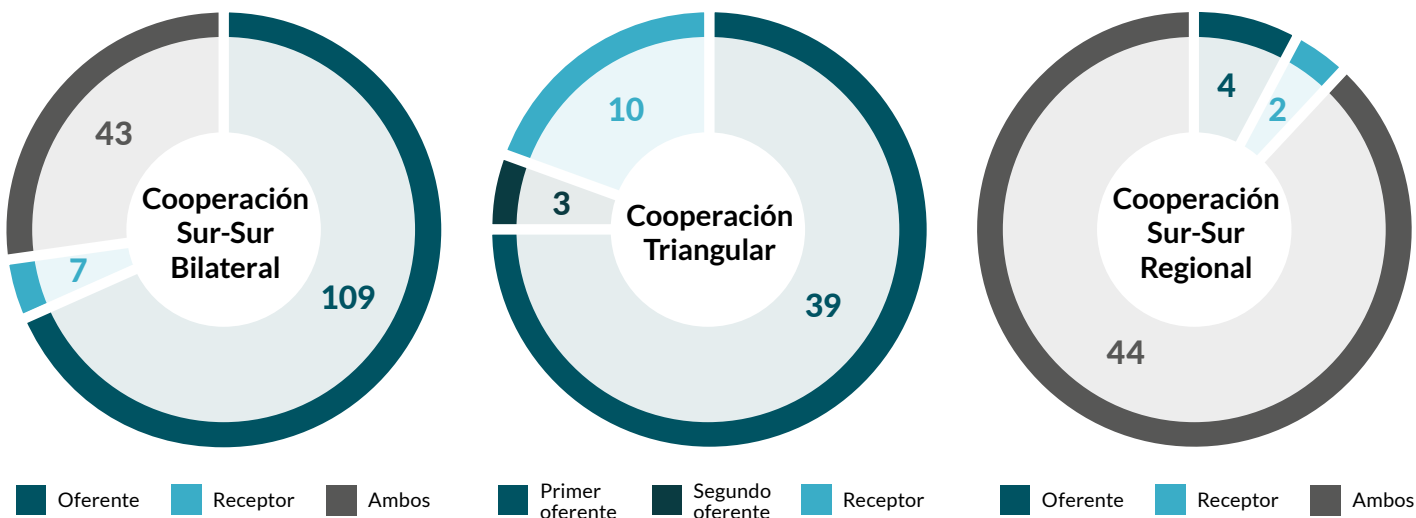 43
7
109
Cooperación
Sur-Sur
Bilateral
Oferente
Receptor
Ambos
10
3
39
Cooperación
Triangular
Primer
oferente
Segundo
oferente
Receptor
4
2
44
Cooperación
Sur-Sur
Regional
Oferente
Receptor
Ambos